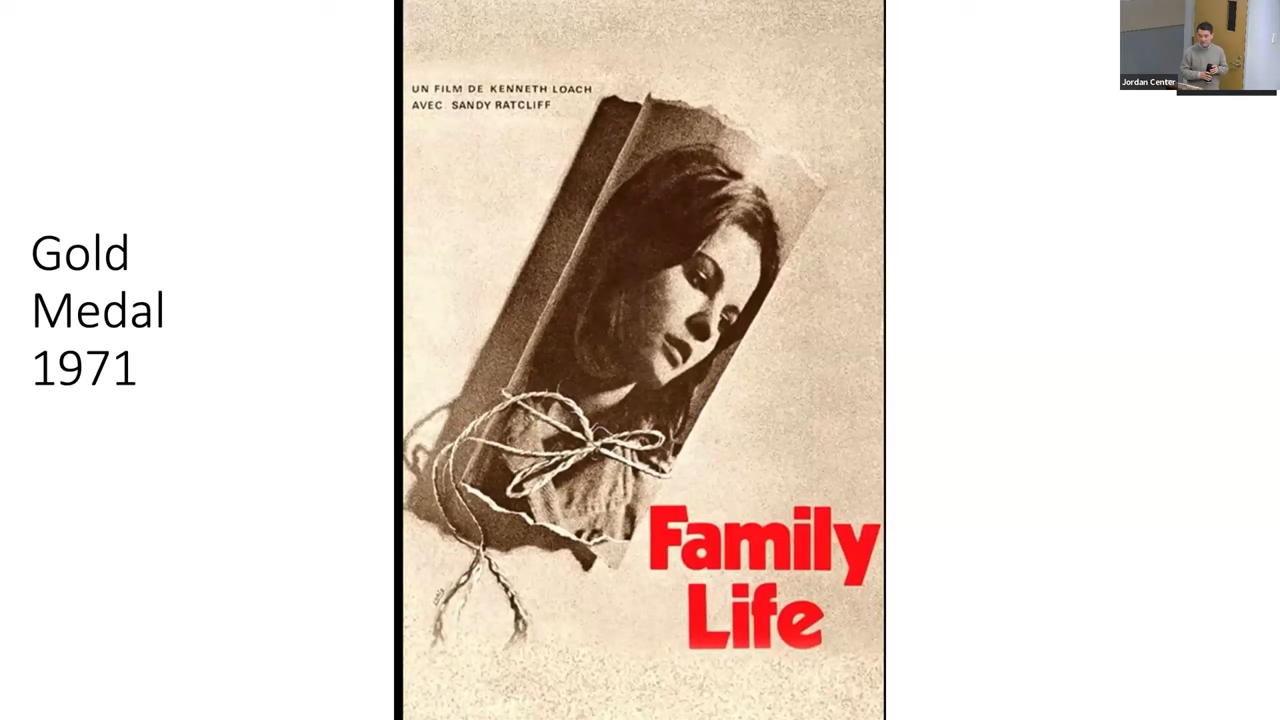 Gold
Medal
1971
UN FILM DE KENNETH LOACH
AVEC SANDY RATCLIFF
Family
Life
Jordan Center